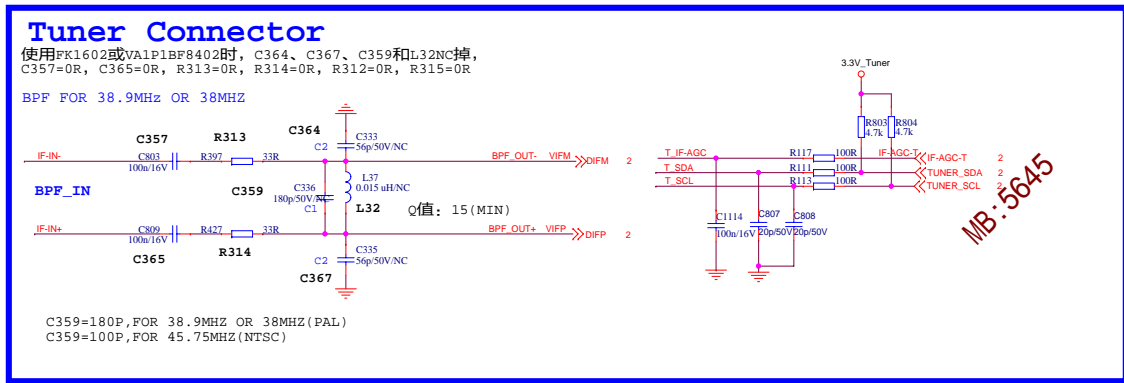 Tuner Connector
使用FK1602或VA1P1BF8402时，C364、C367、C359和L32NC掉，
C357=0R, C365=0R, R313=0R, R314=0R, R312=0R, R315=0R
BPF FOR 38.9MHz OR 38MHZ
3.3V_Tuner
C364
C357
R313
C333
C2
56p/50V/NC
R803
R804
4.7k
4.7k
IF-IN-
C803
R397
33R
100n/16V
BPF_OUT-
VIFM
DIFM
2
T_IF-AGC
R117
100R
IF-AGC-T
IF-AGC-T
2
T_SDA
R111
100R
TUNER_SDA
2
T_SCL
R113
100R
TUNER_SCL
2
BPF_IN
C359
C336
180p/50V/NC
C1
L37
0.015 uH/NC
L32
Q值: 15(MIN)
MB:5645
C1114
100n/16V
C807
20p/50V
C808
20p/50V
IF-IN+
C809
R427
33R
100n/16V
BPF_OUT+
VIFP
DIFP
2
C365
R314
C335
C2
56p/50V/NC
C367
C359=180P,FOR 38.9MHZ OR 38MHZ(PAL)
C359=100P,FOR 45.75MHZ(NTSC)